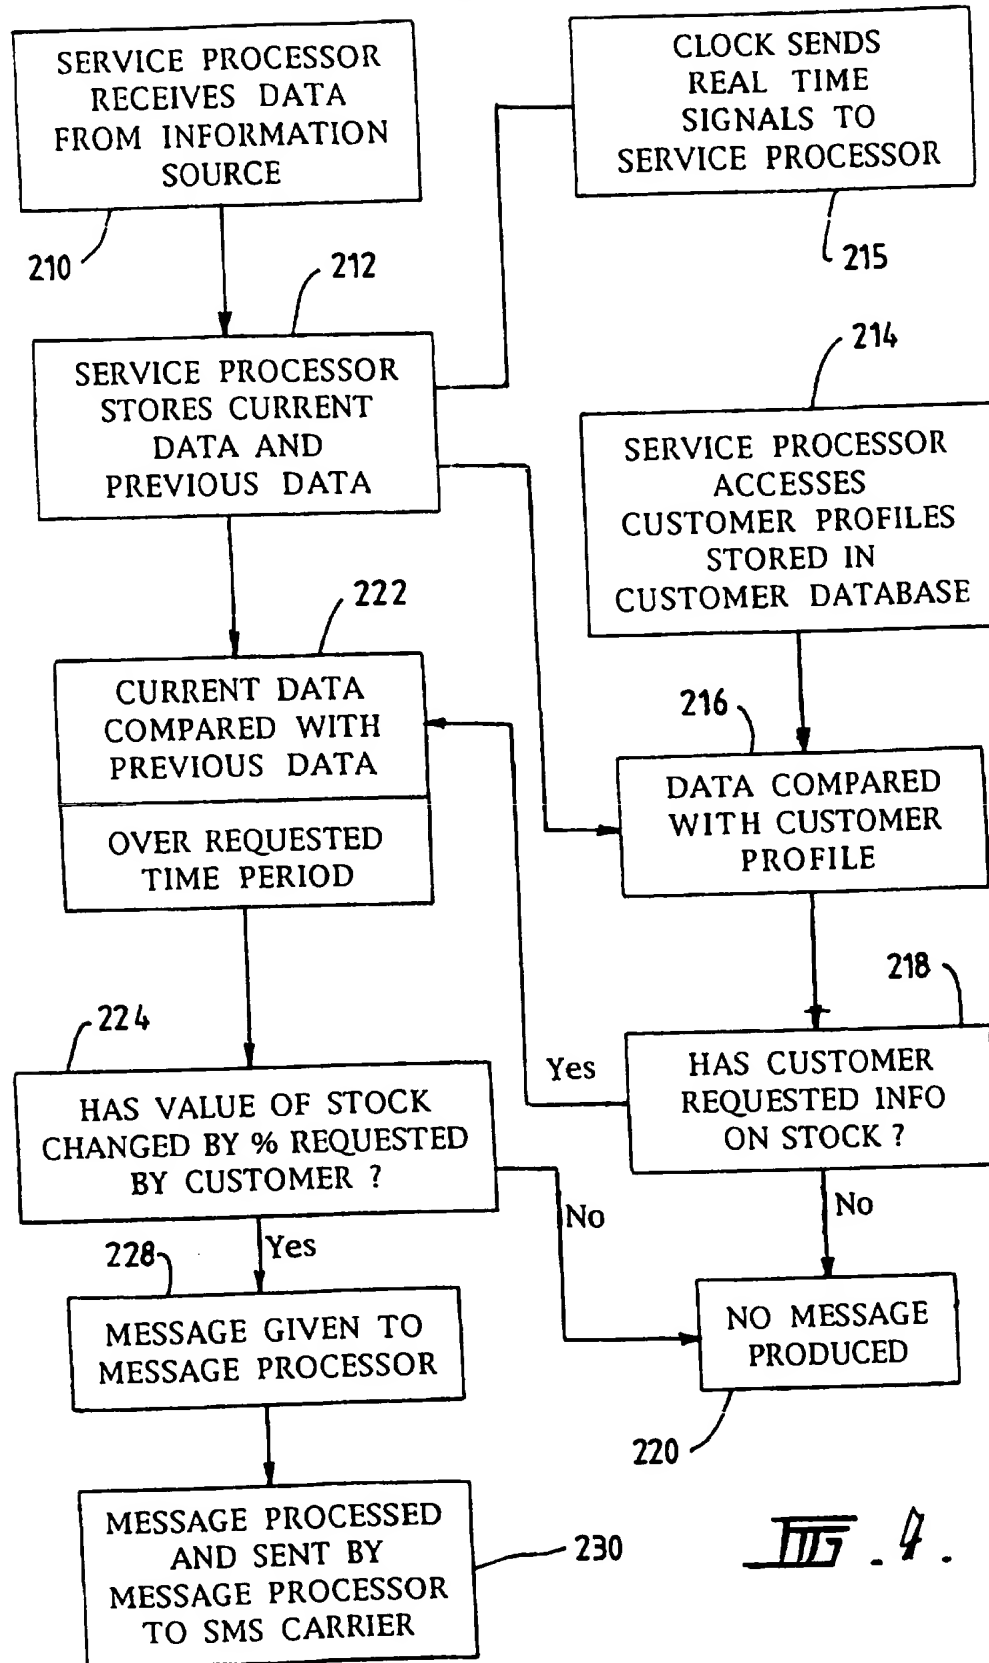 SERVICE PROCESSOR
RECEIVES DATA
FROM INFORMATION
SOURCE
210
CLOCK SENDS
REAL TIME
SIGNALS TO
SERVICE PROCESSOR
215
212
SERVICE PROCESSOR
STORES CURRENT
DATA AND
PREVIOUS DATA
214
SERVICE PROCESSOR
ACCESSES
CUSTOMER PROFILES
STORED IN
CUSTOMER DATABASE
222
CURRENT DATA
COMPARED WITH
PREVIOUS DATA
OVER REQUESTED
TIME PERIOD
216
DATA COMPARED
WITH CUSTOMER
PROFILE
218
HAS CUSTOMER
REQUESTED INFO
ON STOCK ?
Yes
No
224
HAS VALUE OF STOCK
CHANGED BY % REQUESTED
BY CUSTOMER ?
No
Yes
228
MESSAGE GIVEN TO
MESSAGE PROCESSOR
NO MESSAGE
PRODUCED
220
MESSAGE PROCESSED
AND SENT BY
MESSAGE PROCESSOR
TO SMS CARRIER
230
FIG.